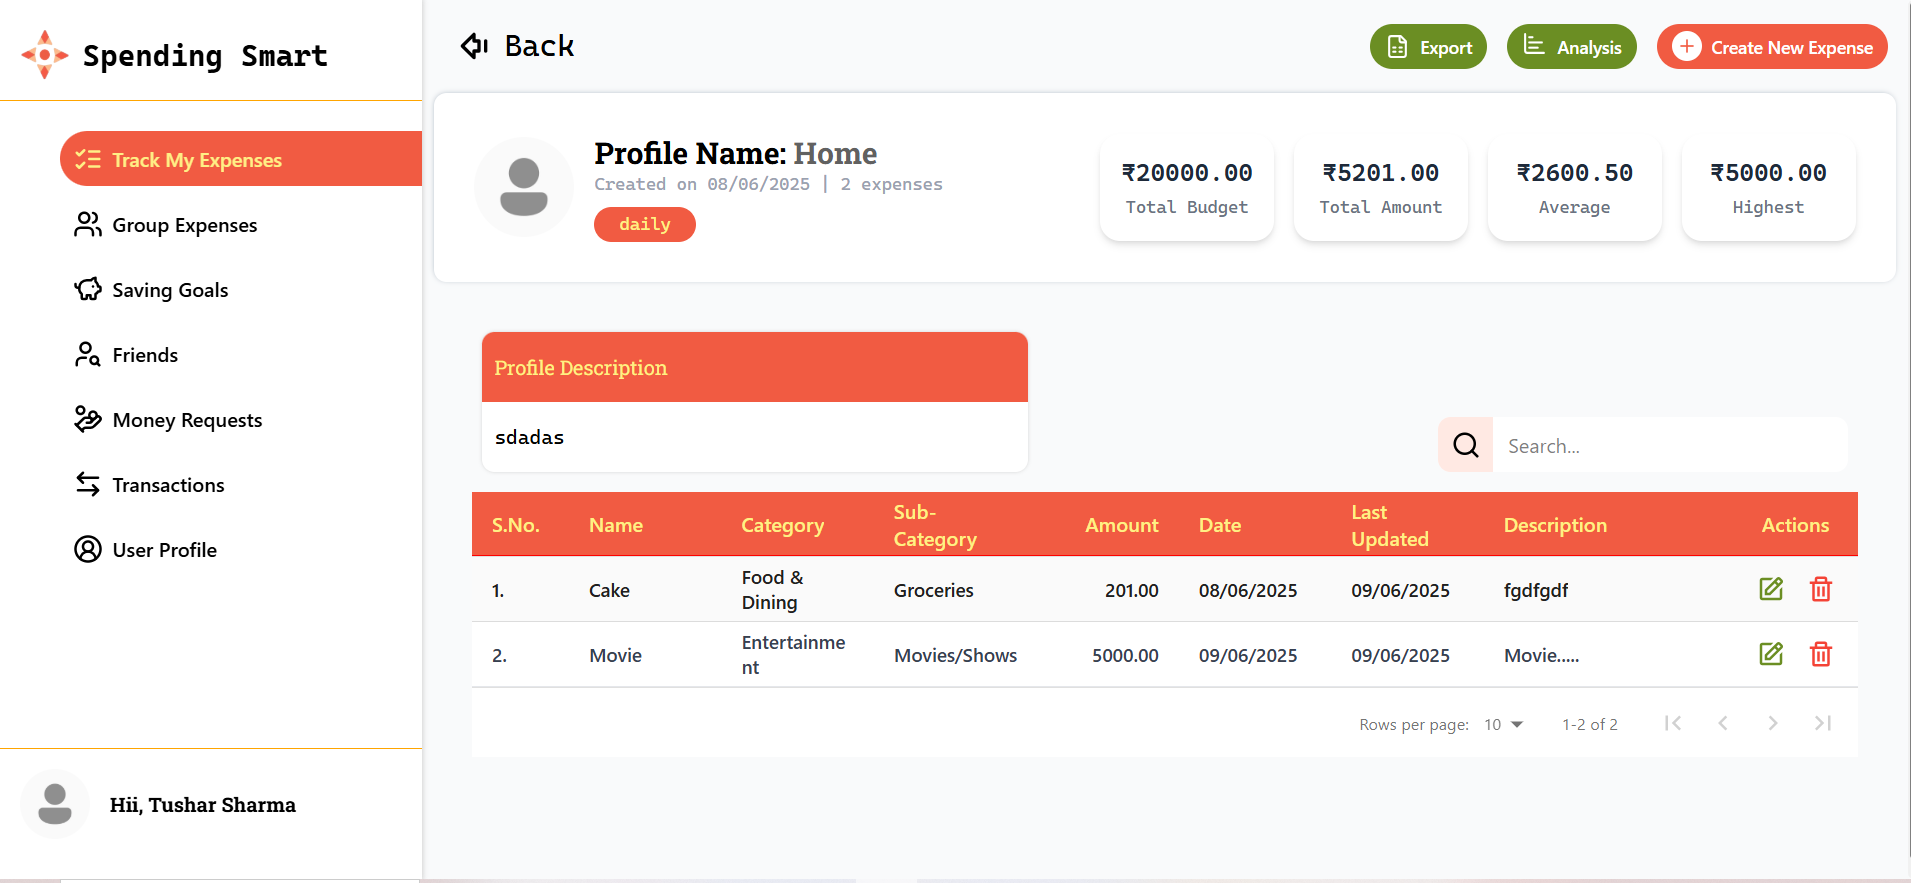 Spending Smart
Track My Expenses
Group Expenses
Saving Goals
Friends
Money Requests
Transactions
User Profile
Hii, Tushar Sharma
Back
Export
Analysis
Create New Expense
Profile Name: Home
Created on 08/06/2025 | 2 expenses
daily
₹20000.00
Total Budget
₹5201.00
Total Amount
₹2600.50
Average
₹5000.00
Highest
Profile Description
sdadas
Search...
S.No. Name Category Sub-Category Amount Date Last Updated Description Actions
1. Cake Food & Dining Groceries 201.00 08/06/2025 09/06/2025 fgdfgdf
2. Movie Entertainment Movies/Shows 5000.00 09/06/2025 09/06/2025 Movie.....
Rows per page: 10 1-2 of 2